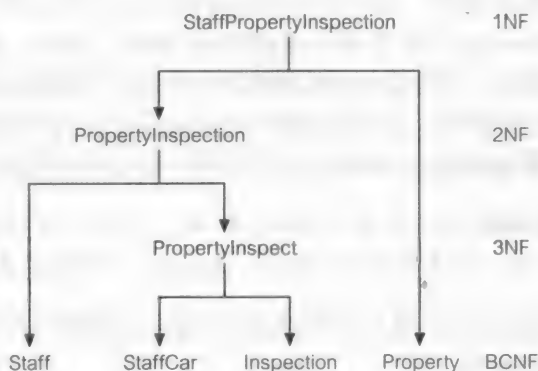 StaffPropertyInspection 1NF
PropertyInspection 2NF
PropertyInspect 3NF
Staff StaffCar Inspection Property BCNF